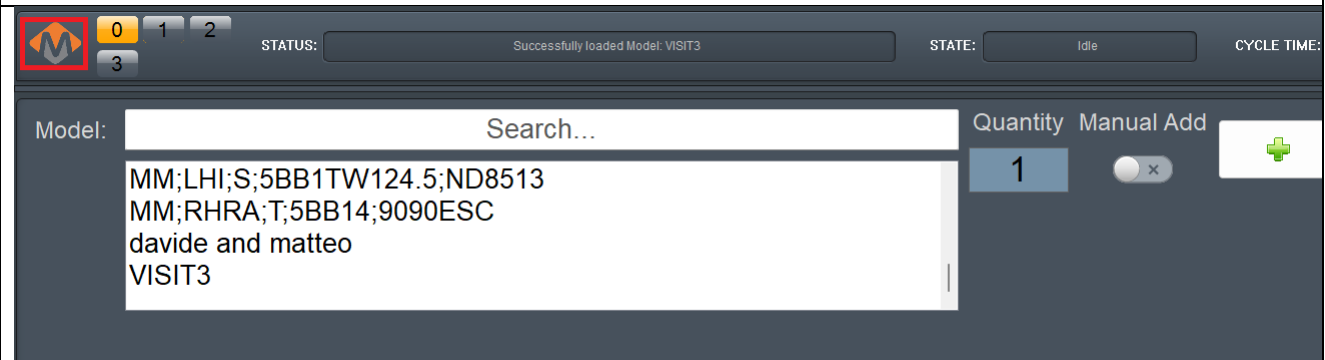 M
0 1 2
3
STATUS: Successfully loaded Model: VISIT3 STATE: Idle CYCLE TIME:
Model: Search... Quantity Manual Add
1
MM;LHI;S;5BB1TW124.5;ND8513
MM;RHRA;T;5BB14;9090ESC
davide and matteo
VISIT3